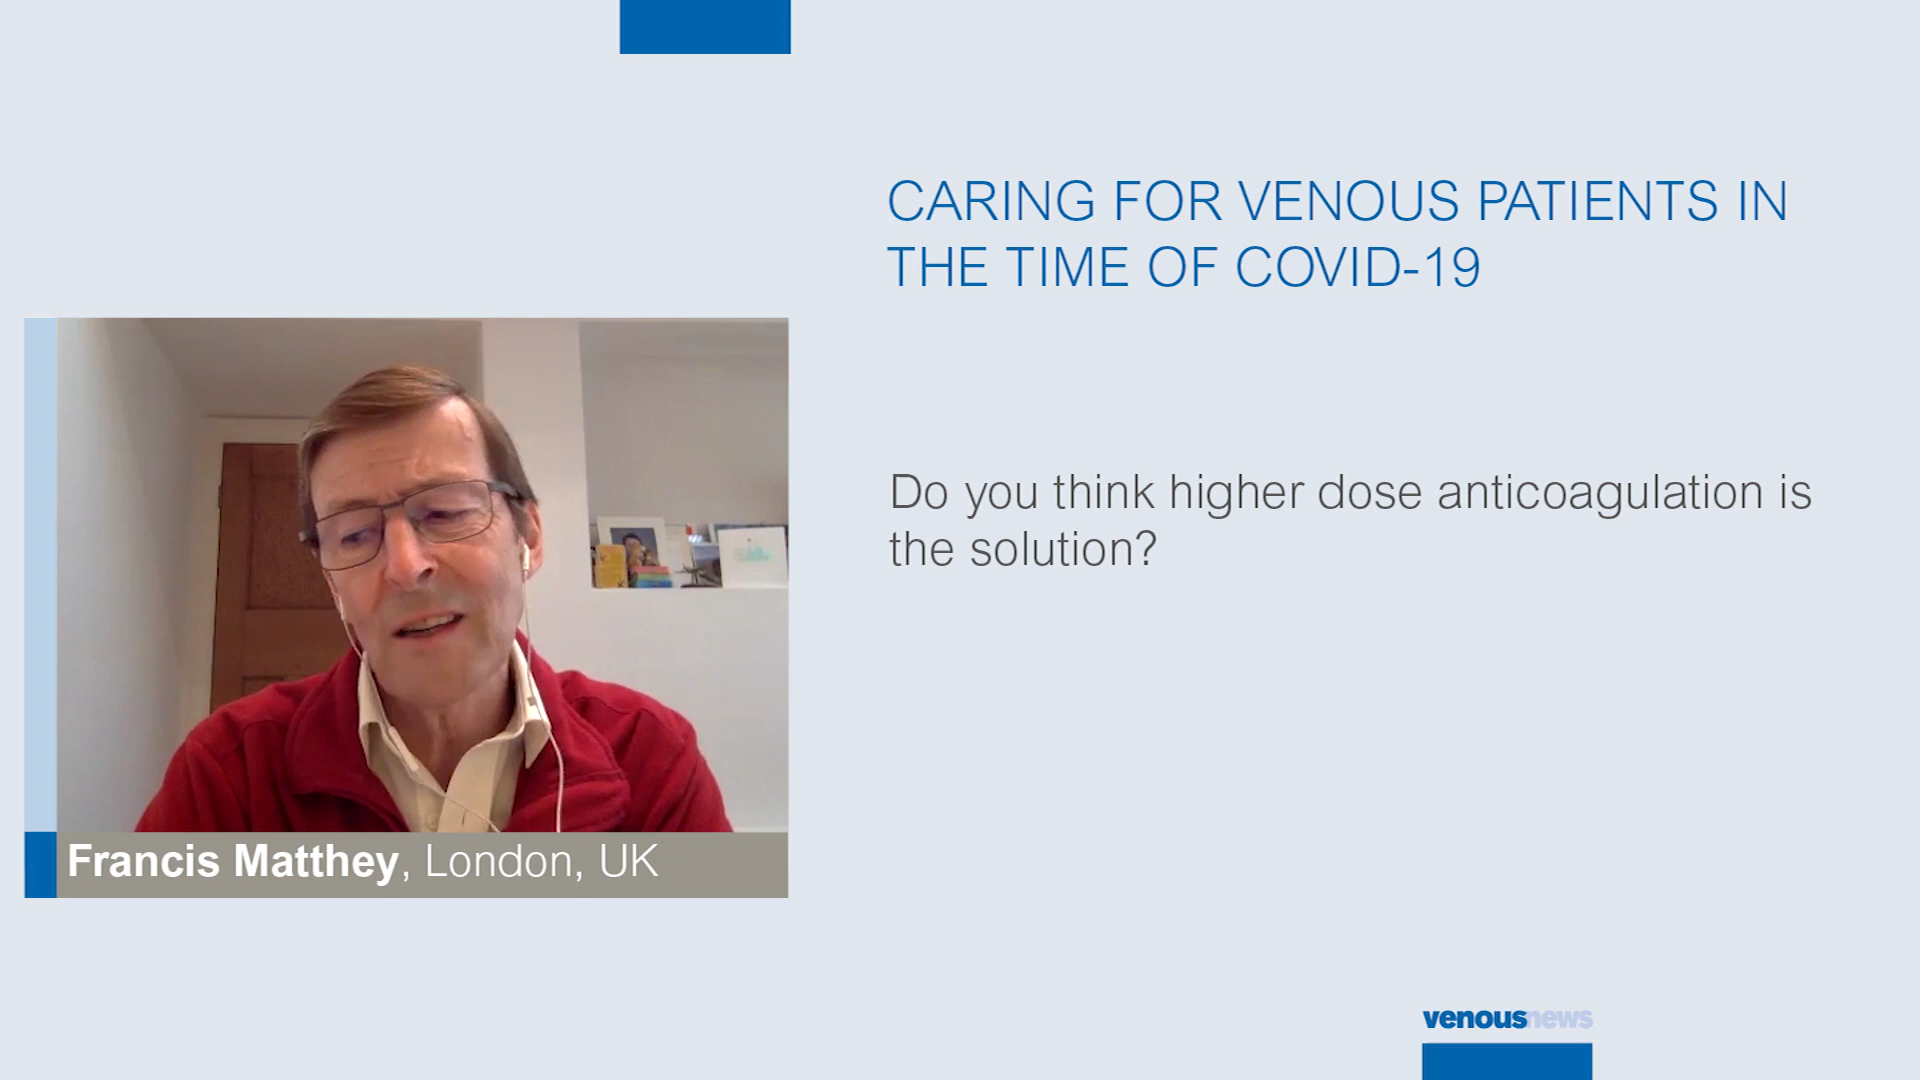 CARING FOR VENOUS PATIENTS IN
THE TIME OF COVID-19
Do you think higher dose anticoagulation is
the solution?
Francis Matthey, London, UK
venousnews